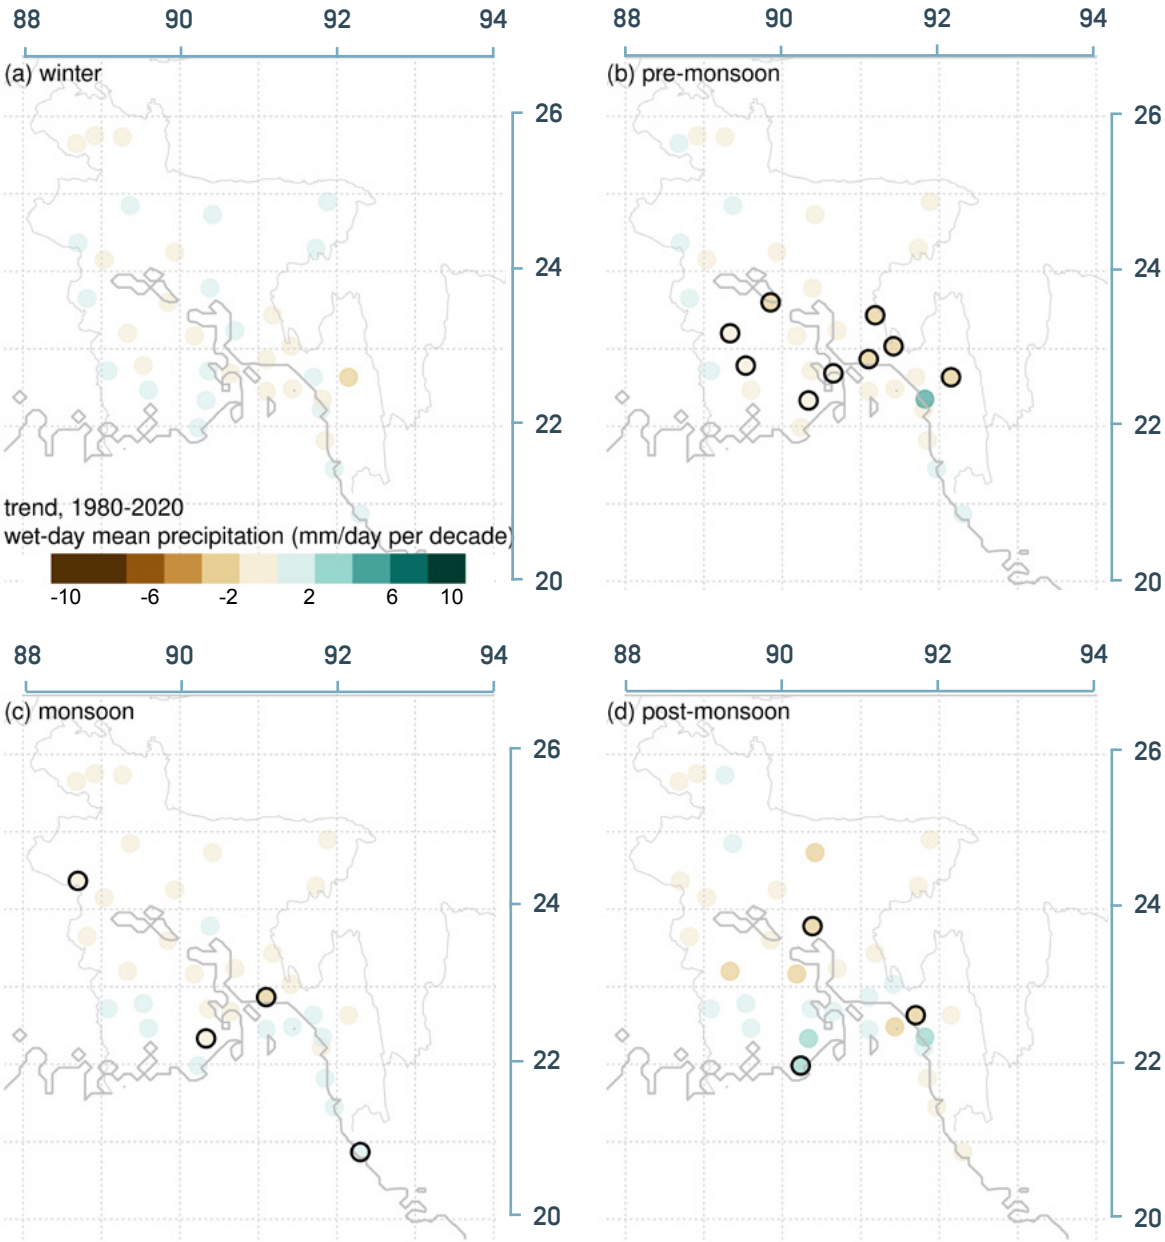 88 90 92 94
88 90 92 94
(a) winter
(b) pre-monsoon
26
26
24
24
22
22
trend, 1980-2020
wet-day mean precipitation (mm/day per decade)
-10 -6 -2 2 6 10
20
20
88 90 92 94
88 90 92 94
(c) monsoon
(d) post-monsoon
26
26
24
24
22
22
20
20